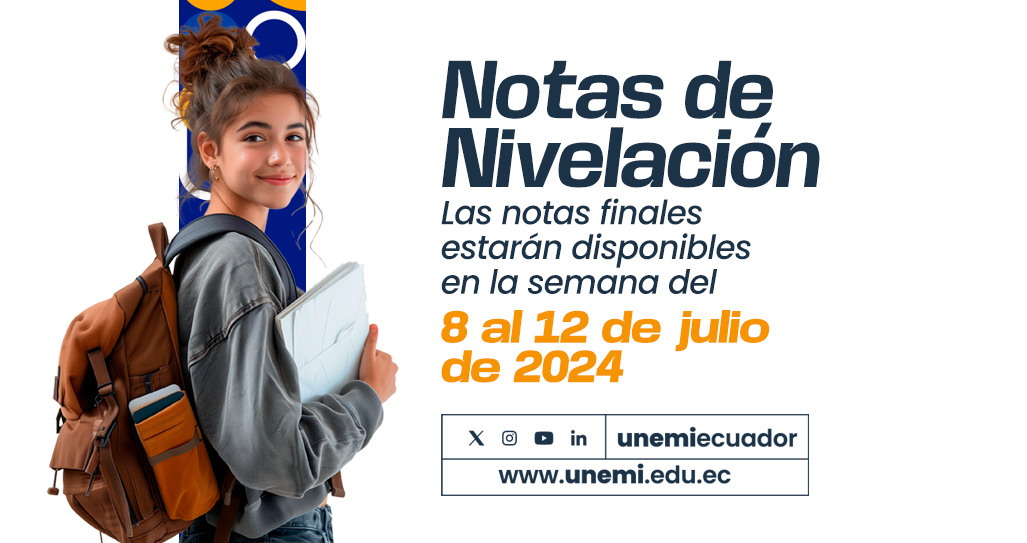 Notas de
Nivelación
Las notas finales
estarán disponibles
en la semana del
8 al 12 de julio
de 2024
unemiecuador
www.unemi.edu.ec